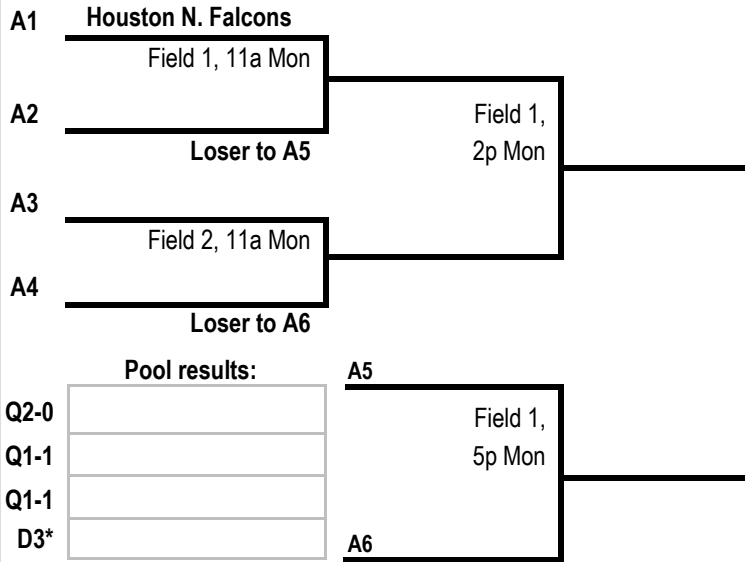 A1 Houston N. Falcons
Field 1, 11a Mon
A2
Field 1,
2p Mon
Loser to A5
A3
Field 2, 11a Mon
A4
Loser to A6
Pool results:
A5
Q2-0
Field 1,
5p Mon
Q1-1
Q1-1
D3*
A6